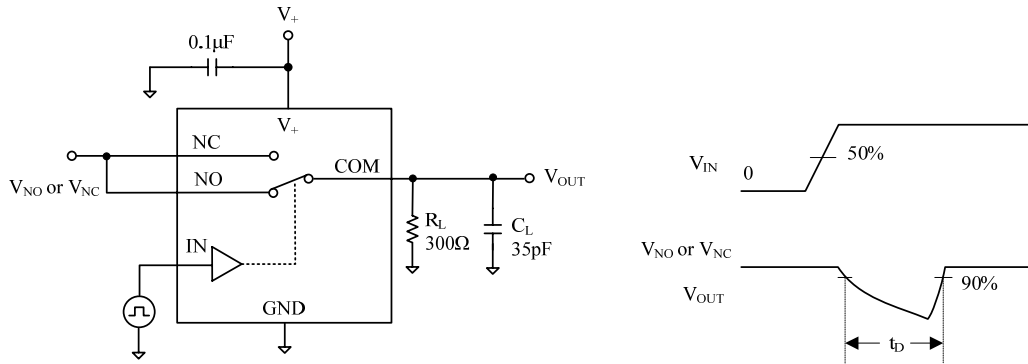 V+
0.1μF
V+
NC
COM
NO
VNO or VNC
VOUT
RL
300Ω
CL
35pF
IN
GND
VIN
0
50%
VNO or VNC
VOUT
90%
tD